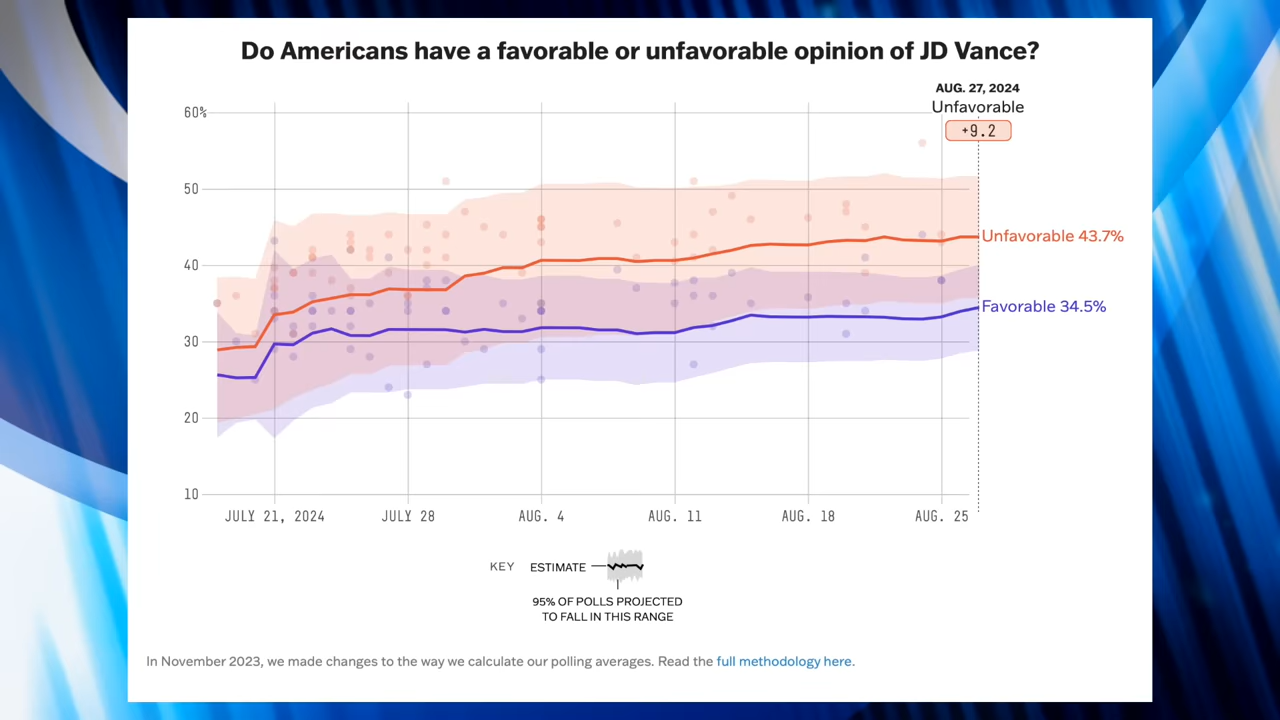 Do Americans have a favorable or unfavorable opinion of JD Vance?
AUG. 27, 2024
Unfavorable
+9.2
60%
50
40
30
20
10
Unfavorable 43.7%
Favorable 34.5%
JULY 21, 2024 JULY 28 AUG. 4 AUG. 11 AUG. 18 AUG. 25
KEY ESTIMATE
95% OF POLLS PROJECTED
TO FALL IN THIS RANGE
In November 2023, we made changes to the way we calculate our polling averages. Read the full methodology here.